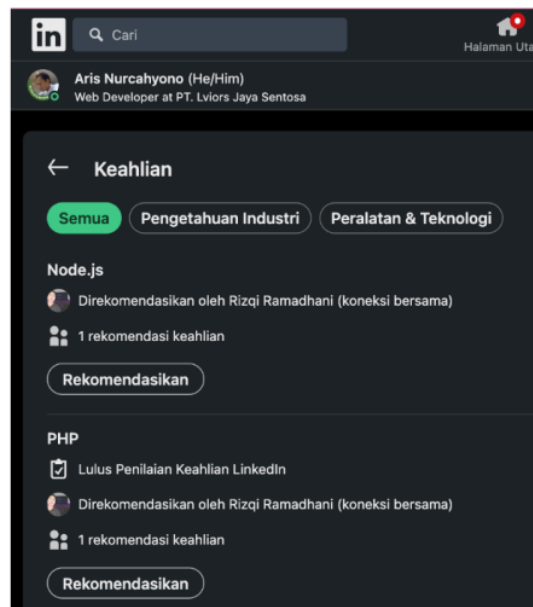 in
Cari
Halaman Uta
Aris Nurcahyono (He/Him)
Web Developer at PT. Lviors Jaya Sentosa
← Keahlian
Semua Pengetahuan Industri Peralatan & Teknologi
Node.js
Direkomendasikan oleh Rizqi Ramadhani (koneksi bersama)
1 rekomendasi keahlian
Rekomendasikan
PHP
Lulus Penilaian Keahlian LinkedIn
Direkomendasikan oleh Rizqi Ramadhani (koneksi bersama)
1 rekomendasi keahlian
Rekomendasikan